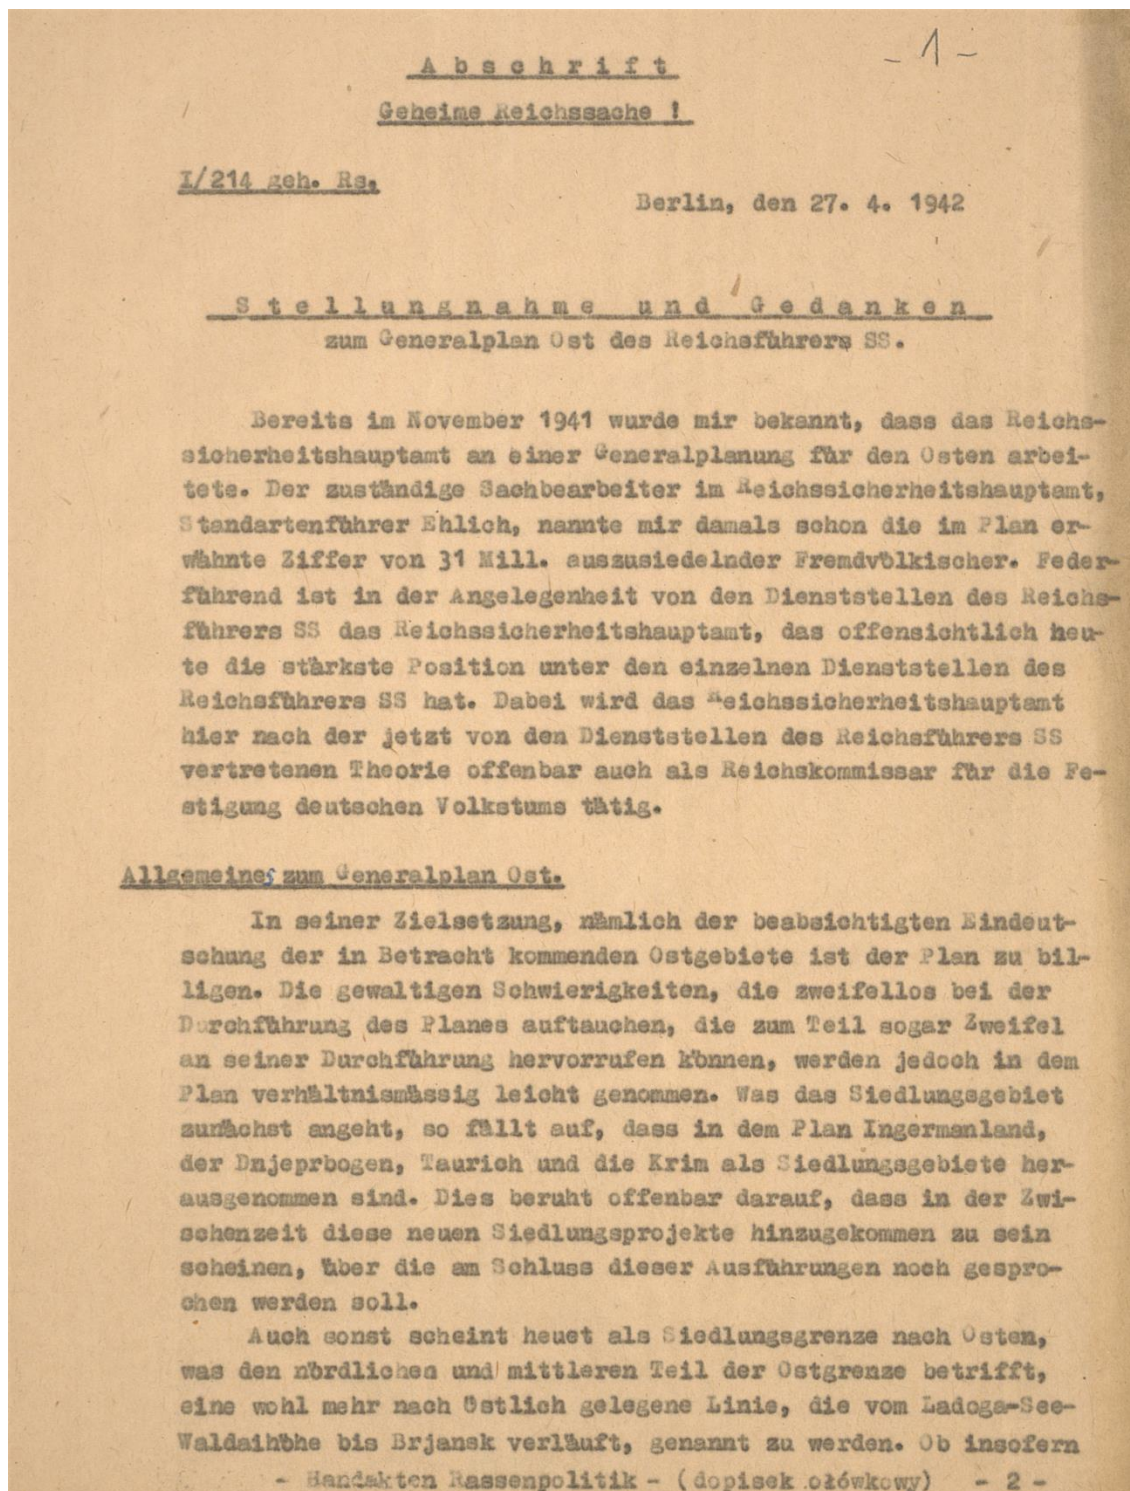 - 1 -
Abschrift
Geheime Reichssache !
I/214 geh. Rs.
Berlin, den 27. 4. 1942
Stellungnahme und Gedanken
zum Generalplan Ost des Reichsführers SS.
Bereits im November 1941 wurde mir bekannt, dass das Reichs-
sicherheitshauptamt an einer Generalplanung für den Osten arbei-
tete. Der zuständige Sachbearbeiter im Reichssicherheitshauptamt,
Standartenführer Ehlich, nannte mir damals schon die im Plan er-
wähnte Ziffer von 31 Mill. auszusiedelnder Fremdvölkischer. Feder-
führend ist in der Angelegenheit von den Dienststellen des Reichs-
führers SS das Reichssicherheitshauptamt, das offensichtlich heu-
te die stärkste Position unter den einzelnen Dienststellen des
Reichsführers SS hat. Dabei wird das Reichssicherheitshauptamt
hier nach der jetzt von den Dienststellen des Reichsführers SS
vertretenen Theorie offenbar auch als Reichskommissar für die Fe-
stigung deutschen Volkstums tätig.
Allgemeines zum Generalplan Ost.
In seiner Zielsetzung, nämlich der beabsichtigten Eindeut-
schung der in Betracht kommenden Ostgebiete ist der Plan zu bil-
ligen. Die gewaltigen Schwierigkeiten, die zweifellos bei der
Durchführung des Planes auftauchen, die zum Teil sogar Zweifel
an seiner Durchführung hervorrufen können, werden jedoch in dem
Plan verhältnismässig leicht genommen. Was das Siedlungsgebiet
zunächst angeht, so fällt auf, dass in dem Plan Ingermanland,
der Dnjeprbogen, Taurich und die Krim als Siedlungsgebiete her-
ausgenommen sind. Dies beruht offenbar darauf, dass in der Zwi-
schenzeit diese neuen Siedlungsprojekte hinzugekommen zu sein
scheinen, über die am Schluss dieser Ausführungen noch gespro-
chen werden soll.
Auch sonst scheint heuet als Siedlungsgrenze nach Osten,
was den nördlichen und mittleren Teil der Ostgrenze betrifft,
eine wohl mehr nach östlich gelegene Linie, die vom Ladoga-See-
Waldaihöhe bis Brjansk verläuft, genannt zu werden. Ob insofern
- Handakten Rassenpolitik - (dopisek ołówkowy) - 2 -